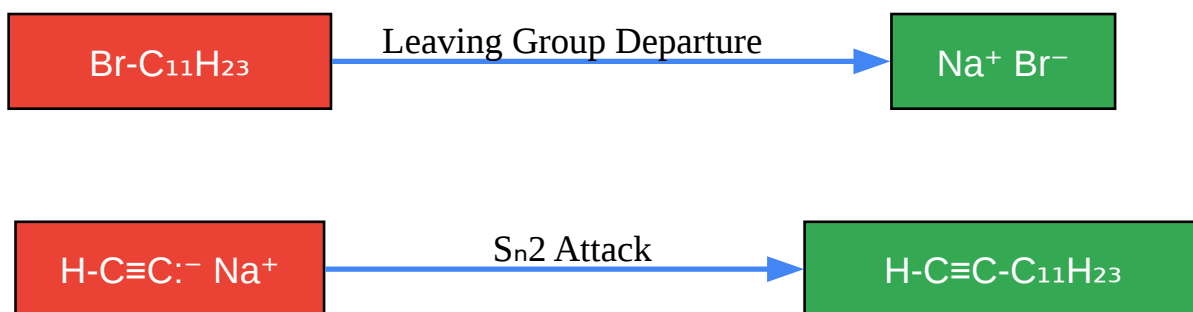 Br-C₁₁H₂₃ Leaving Group Departure Na⁺ Br⁻
H-C≡C:⁻ Na⁺ Sₙ2 Attack H-C≡C-C₁₁H₂₃